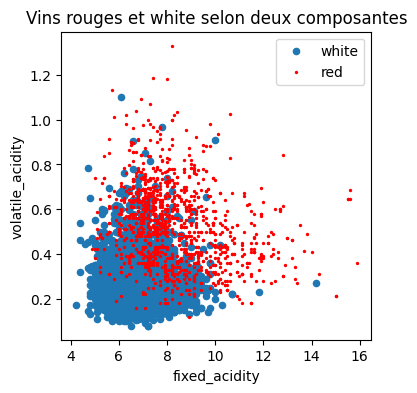 Vins rouges et white selon deux composantes
white
red
volatile_acidity
1.2
1.0
0.8
0.6
0.4
0.2
4
6
8
10
12
14
16
fixed_acidity